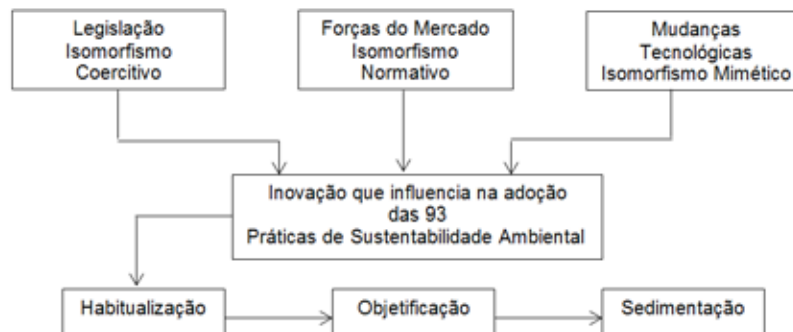 Legislação
Isomorfismo
Coercitivo
Forças do Mercado
Isomorfismo
Normativo
Mudanças
Tecnológicas
Isomorfismo Mimético
Inovação que influencia na adoção
das 93
Práticas de Sustentabilidade Ambiental
Habitualização
Objetificação
Sedimentação